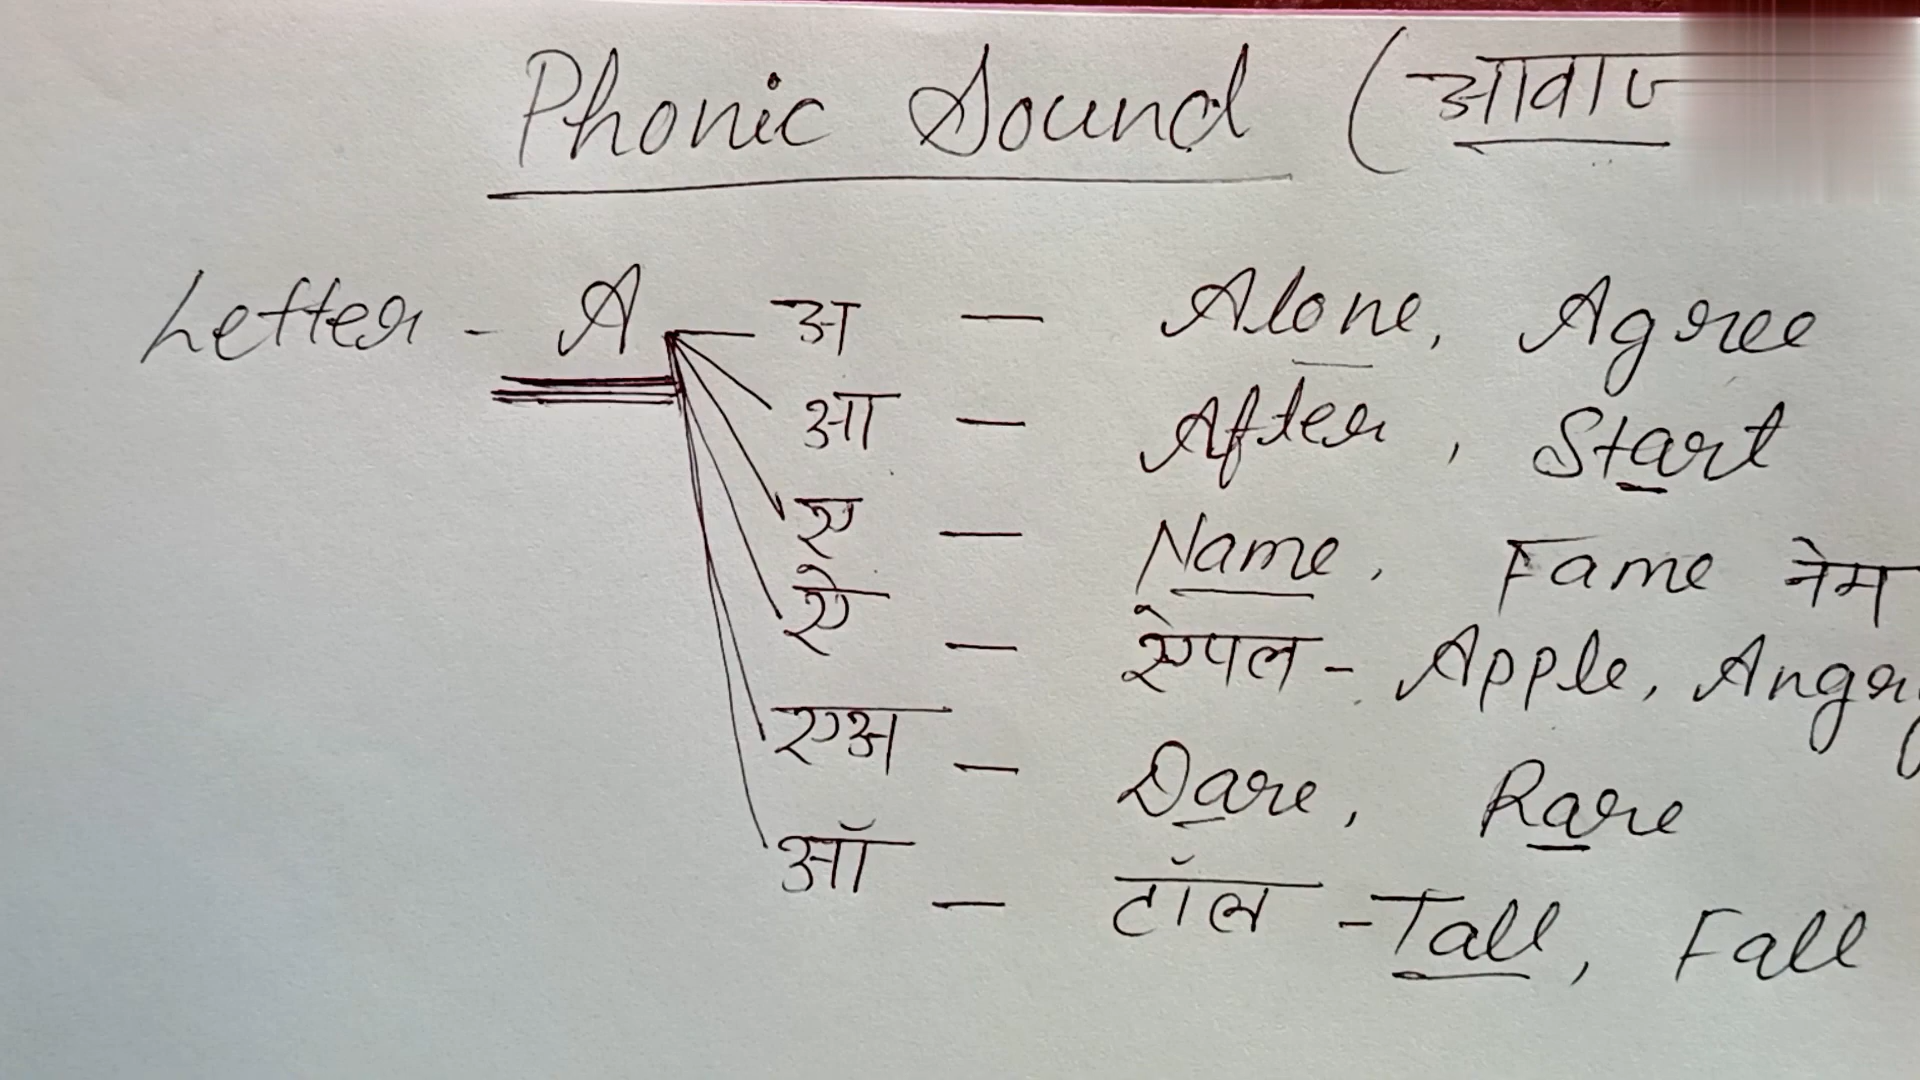 Phonic Sound (आवाज
Letter - A अ — Alone, Agree
आ — After, Start
ए — Name, Fame नेम
ऐ — ऐपल - Apple, Angry
एअ — Dare, Rare
ऑ — टॉल - Tall, Fall